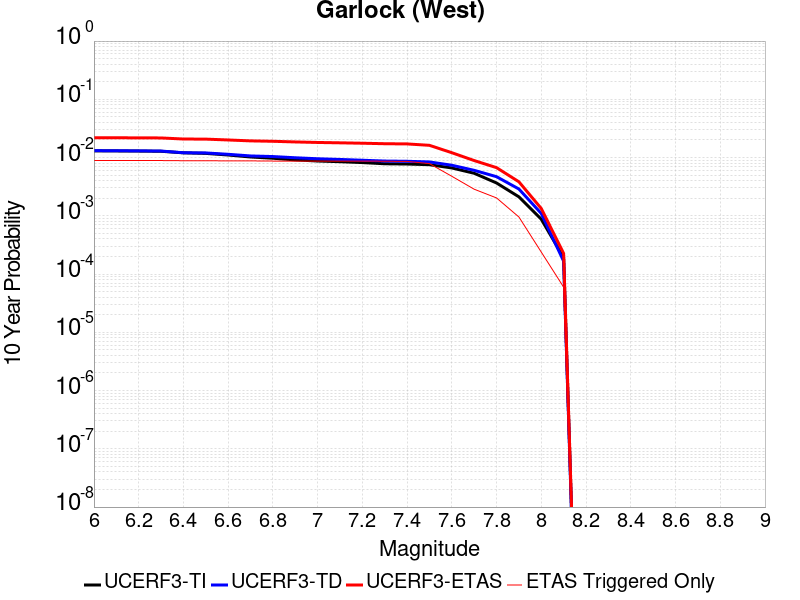 Garlock (West)
10^0
10^-1
10^-2
10^-3
10^-4
10^-5
10^-6
10^-7
10^-8
10 Year Probability
6 6.2 6.4 6.6 6.8 7 7.2 7.4 7.6 7.8 8 8.2 8.4 8.6 8.8 9
Magnitude
UCERF3-TI UCERF3-TD UCERF3-ETAS ETAS Triggered Only